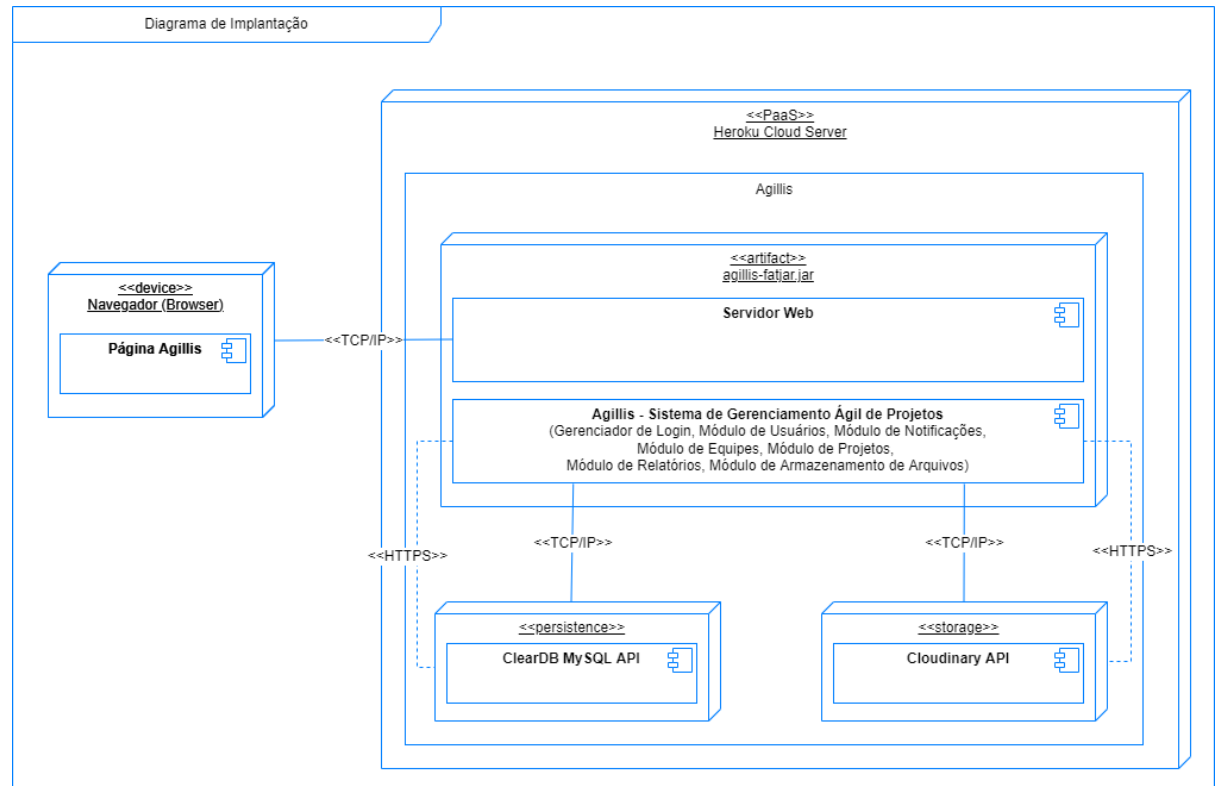 Diagrama de Implantação
<<PaaS>>
Heroku Cloud Server
Agillis
<<artifact>>
agillis-fatjar.jar
Servidor Web
<<device>>
Navegador (Browser)
Página Agillis
<<TCP/IP>>
Agillis - Sistema de Gerenciamento Ágil de Projetos
(Gerenciador de Login, Módulo de Usuários, Módulo de Notificações,
Módulo de Equipes, Módulo de Projetos,
Módulo de Relatórios, Módulo de Armazenamento de Arquivos)
<<HTTPS>>
<<TCP/IP>>
<<TCP/IP>>
<<HTTPS>>
<<persistence>>
ClearDB MySQL API
<<storage>>
Cloudinary API